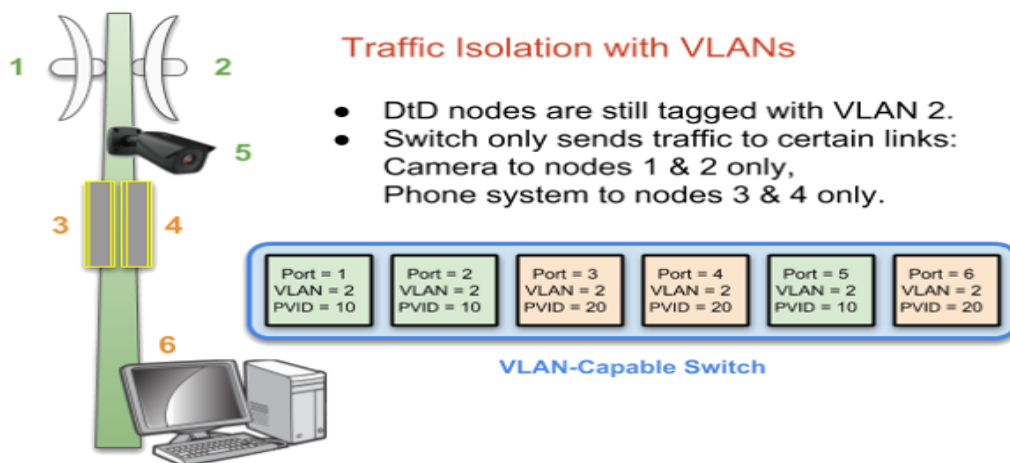 Traffic Isolation with VLANs
1
2
● DtD nodes are still tagged with VLAN 2.
● Switch only sends traffic to certain links:
Camera to nodes 1 & 2 only,
Phone system to nodes 3 & 4 only.
5
3
4
Port = 1
VLAN = 2
PVID = 10
Port = 2
VLAN = 2
PVID = 10
Port = 3
VLAN = 2
PVID = 20
Port = 4
VLAN = 2
PVID = 20
Port = 5
VLAN = 2
PVID = 10
Port = 6
VLAN = 2
PVID = 20
6
VLAN-Capable Switch